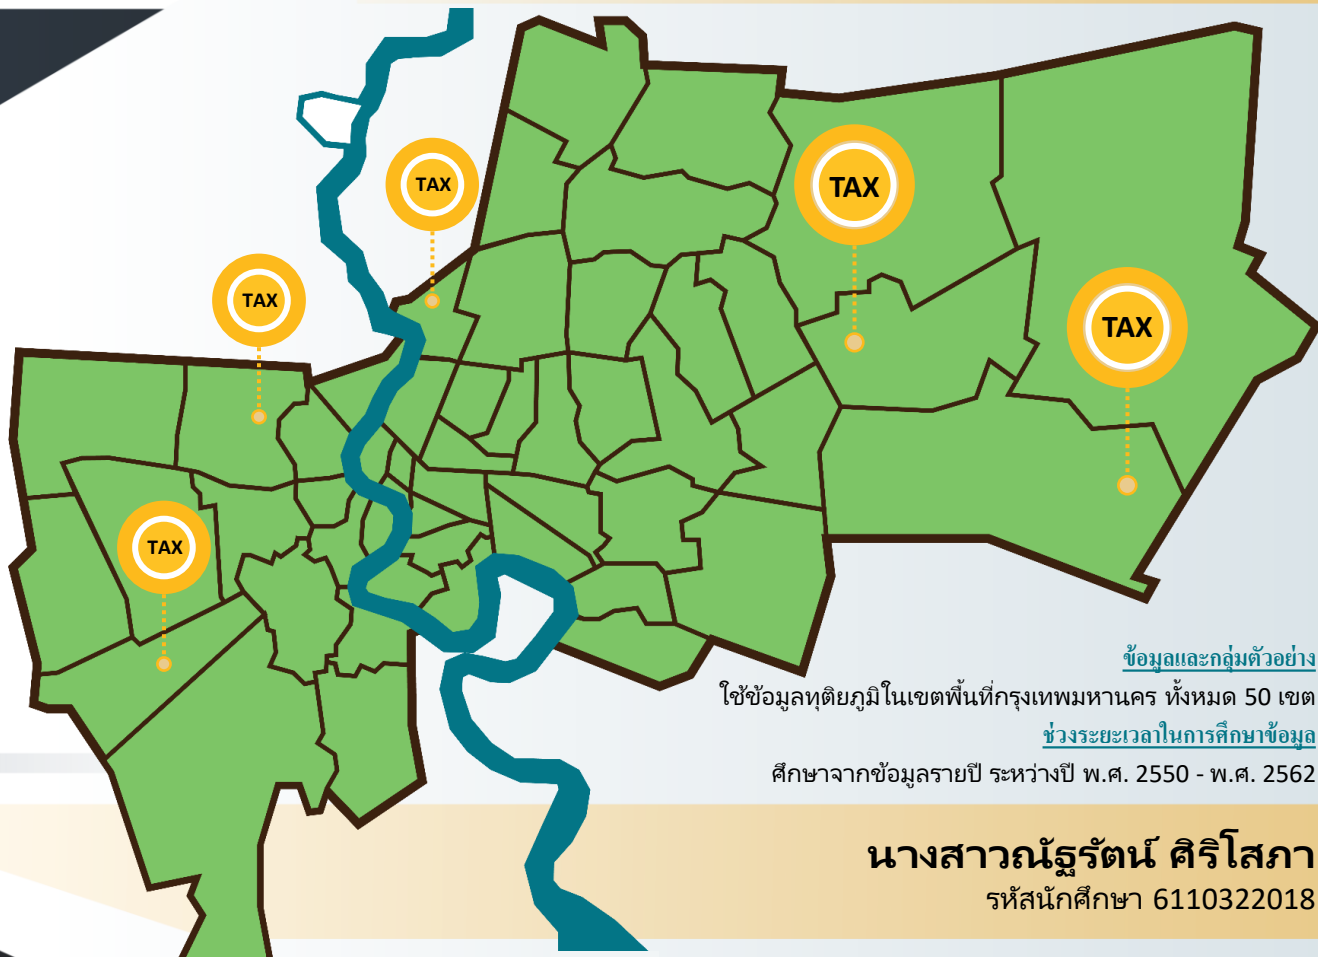 TAX
TAX
TAX
TAX
TAX
ข้อมูลและกลุ่มตัวอย่าง
ใช้ข้อมูลทุติยภูมิในเขตพื้นที่กรุงเทพมหานคร ทั้งหมด 50 เขต
ช่วงระยะเวลาในการศึกษาข้อมูล
ศึกษาจากข้อมูลรายปี ระหว่างปี พ.ศ. 2550 - พ.ศ. 2562
นางสาวณัฐรัตน์ ศิริโสภา
รหัสนักศึกษา 6110322018